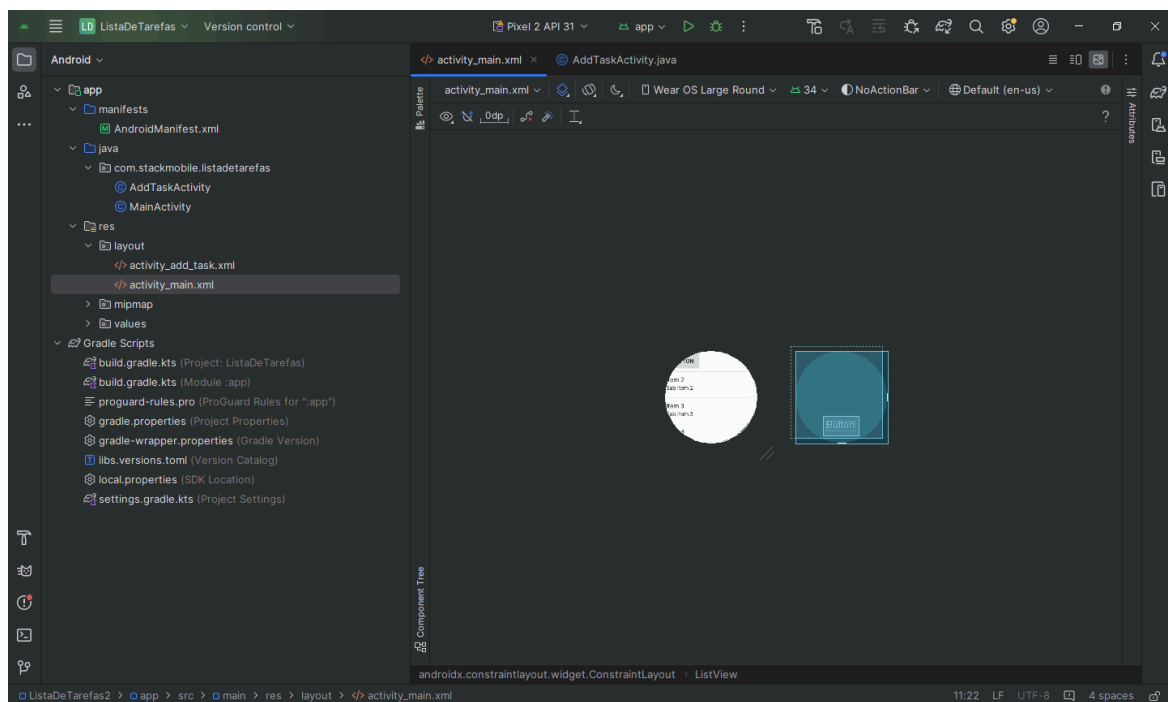 LD ListaDeTarefas Version control Pixel 2 API 31 app
Android
activity_main.xml AddTaskActivity.java
app
manifests
AndroidManifest.xml
java
com.stackmobile.listadetarefas
AddTaskActivity
MainActivity
res
layout
activity_add_task.xml
activity_main.xml
mipmap
values
Gradle Scripts
build.gradle.kts (Project: ListaDeTarefas)
build.gradle.kts (Module :app)
proguard-rules.pro (ProGuard Rules for ":app")
gradle.properties (Project Properties)
gradle-wrapper.properties (Gradle Version)
libs.versions.toml (Version Catalog)
local.properties (SDK Location)
settings.gradle.kts (Project Settings)
Palette
activity_main.xml Wear OS Large Round 34 NoActionBar Default (en-us)
0dp ?
Attributes
Item 2
Sub Item 2
Item 3
Button
Component Tree
androidx.constraintlayout.widget.ConstraintLayout > ListView
ListaDeTarefas2 > app > src > main > res > layout > activity_main.xml 11:22 LF UTF-8 4 spaces